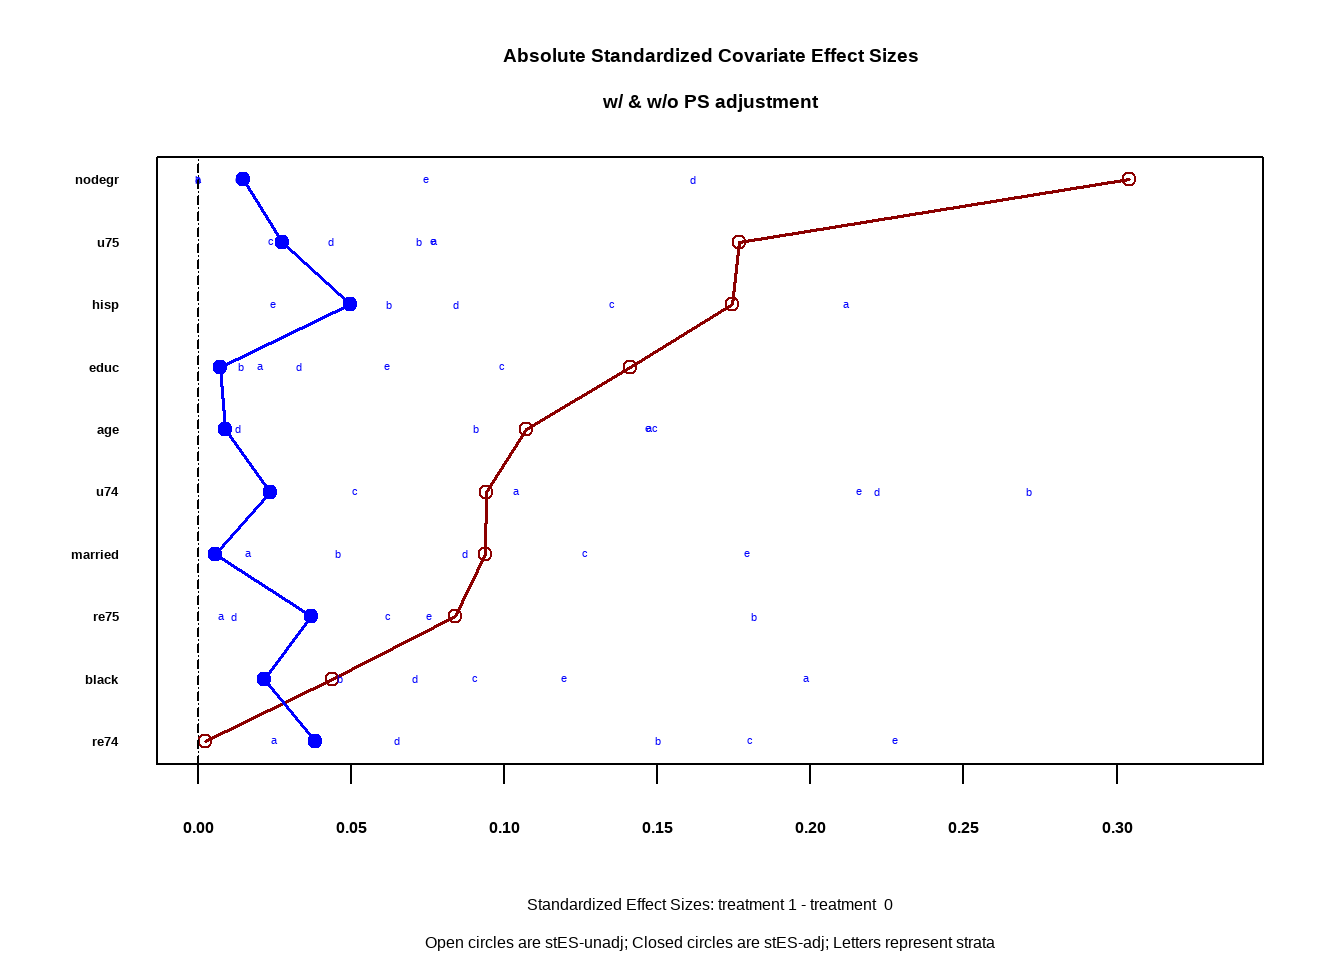 Absolute Standardized Covariate Effect Sizes
w/ & w/o PS adjustment
nodegr e d
u75 c d b e a
hisp e b d c a
educ b a d e c
age d b e a c
u74 c a e d b
married a b d c e
re75 a d c e b
black b d c e a
re74 a d b c e
0.00 0.05 0.10 0.15 0.20 0.25 0.30
Standardized Effect Sizes: treatment 1 - treatment 0
Open circles are stES-unadj; Closed circles are stES-adj; Letters represent strata